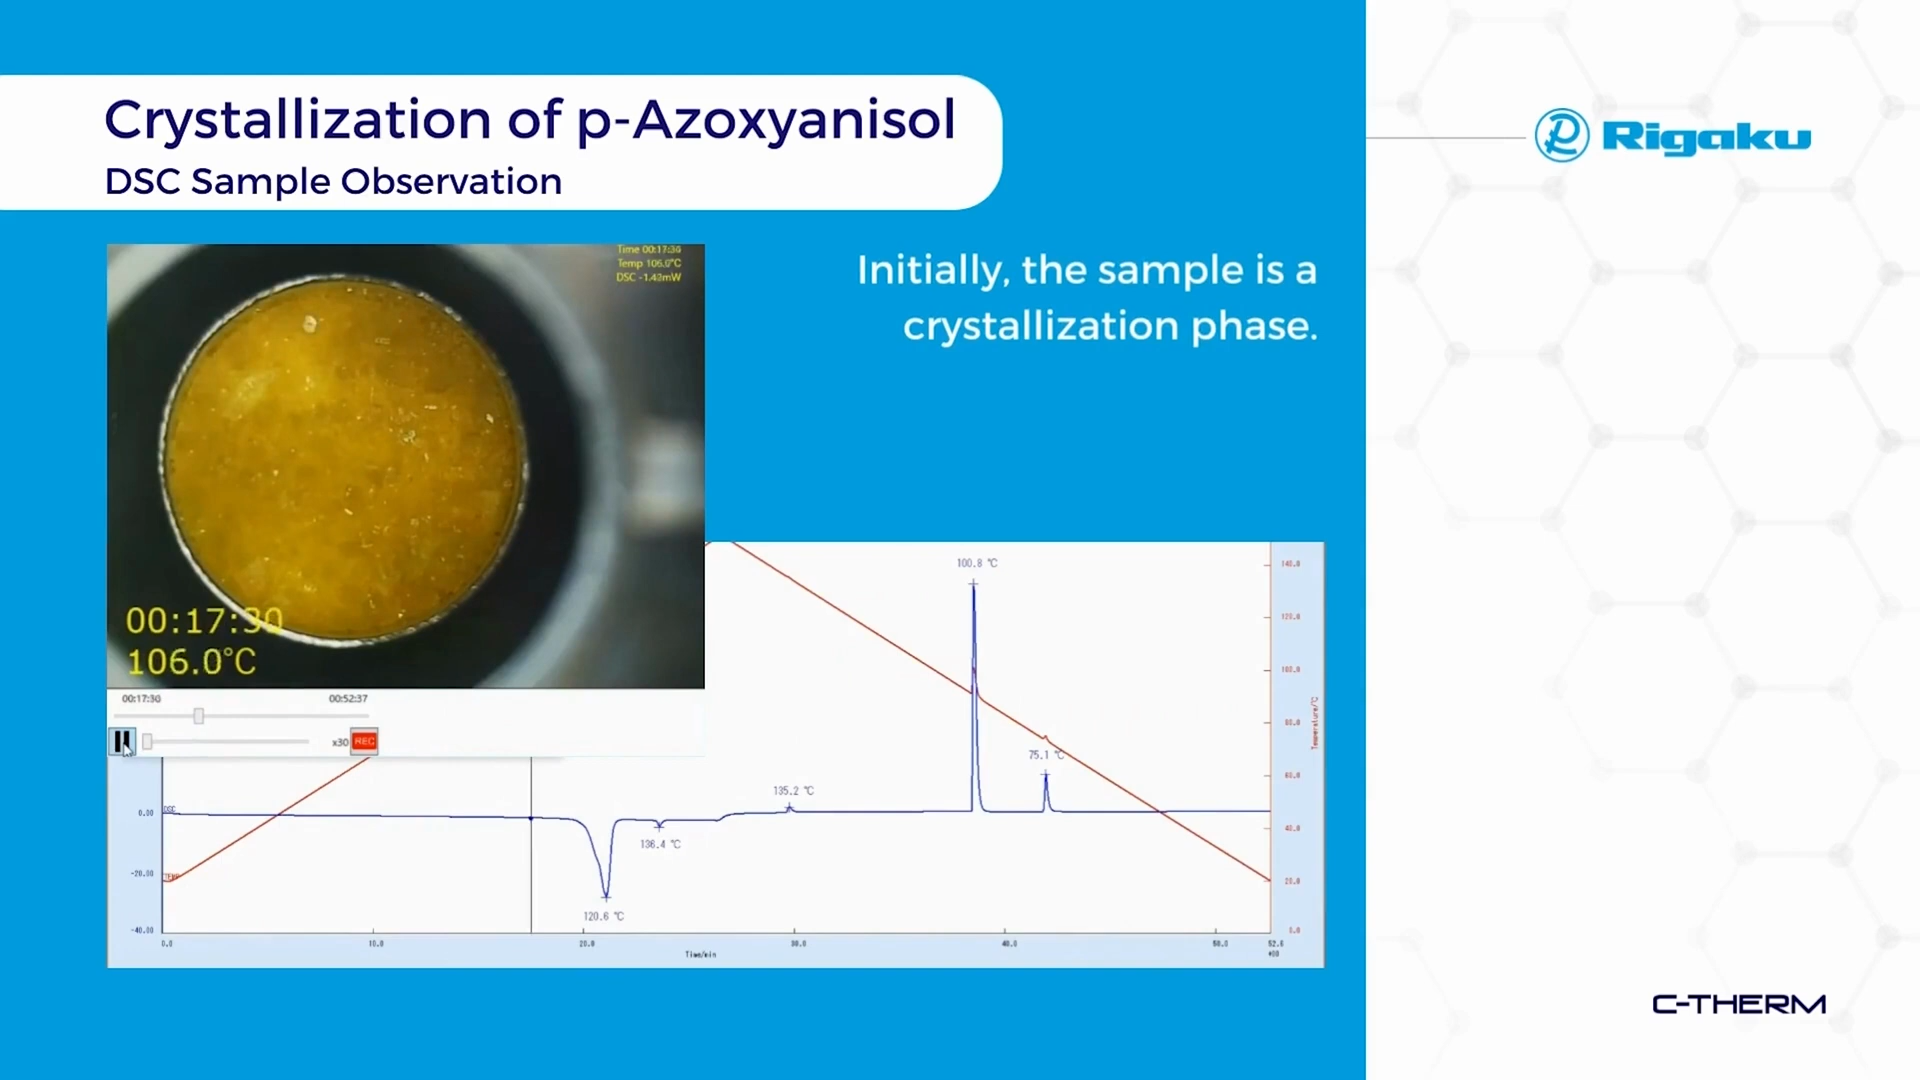 Crystallization of p-Azoxyanisol
DSC Sample Observation
Rigaku
Initially, the sample is a
crystallization phase.
Time 00:17:30
Temp 106.0°C
DSC -1.42mW
00:17:30
106.0°C
00:17:30
00:52:37
x30
REC
100.8 ℃
75.1 ℃
135.2 ℃
136.4 ℃
120.6 ℃
DSC
TEMP
0.00
-20.00
-40.00
140.0
120.0
100.0
80.0
60.0
40.0
20.0
0.0
Temperature/℃
0.0
10.0
20.0
30.0
40.0
50.0
52.6
Time/min
C-THERM